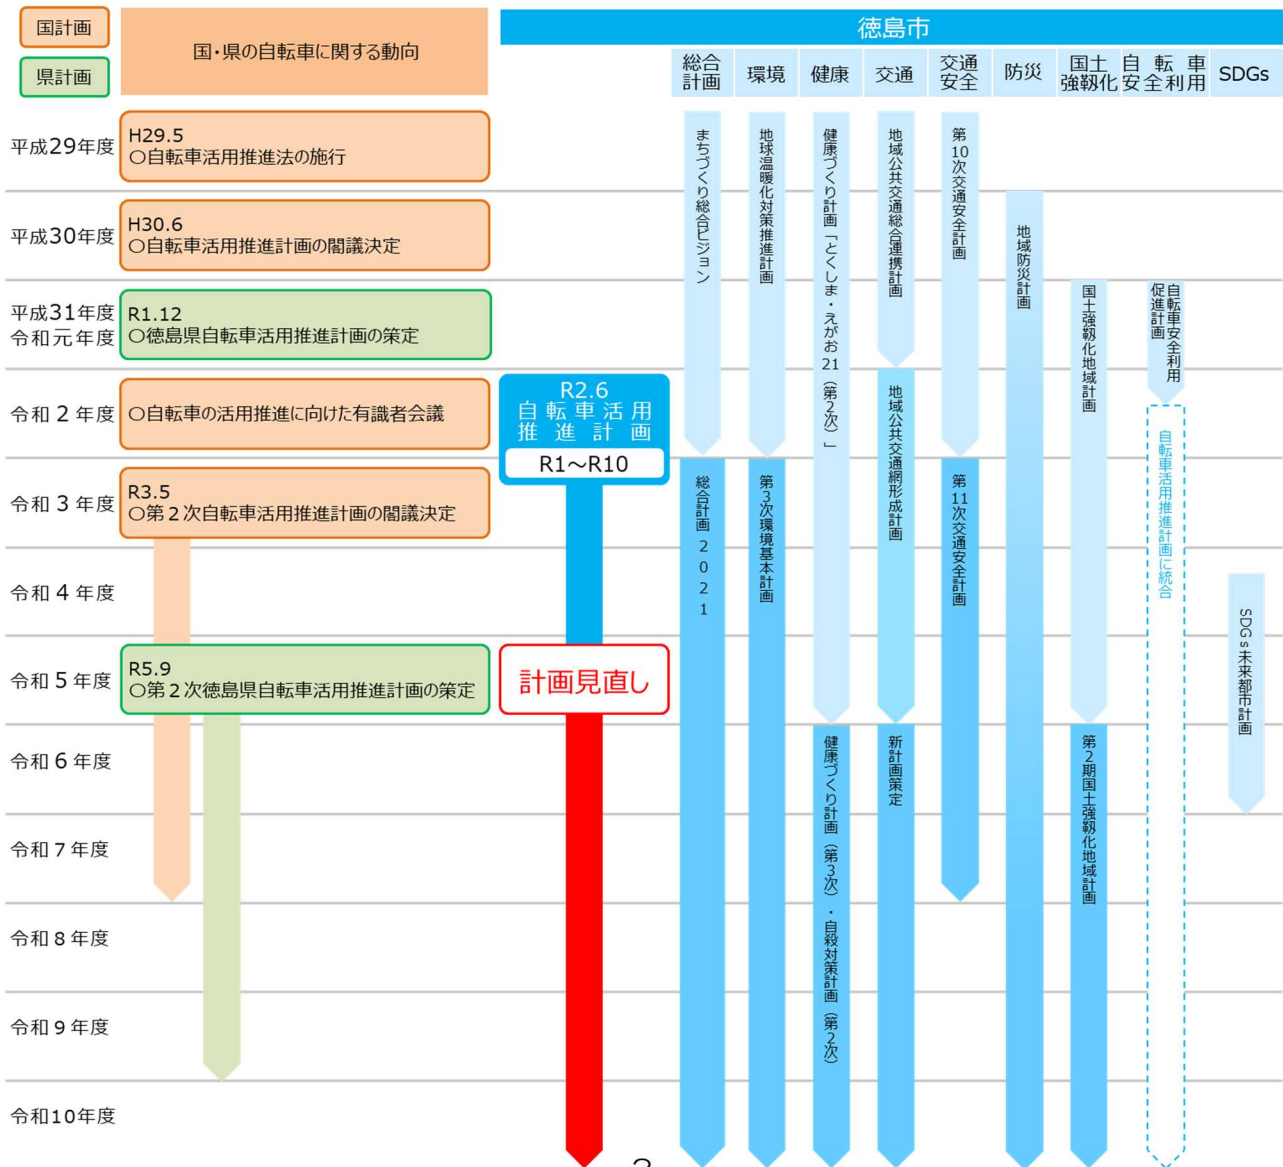 国計画
県計画
国・県の自転車に関する動向
徳島市
総合
計画
環境
健康
交通
交通
安全
防災
国土
強靱化
自転車
安全利用
SDGs
平成29年度
H29.5
〇自転車活用推進法の施行
平成30年度
H30.6
〇自転車活用推進計画の閣議決定
平成31年度
令和元年度
R1.12
〇徳島県自転車活用推進計画の策定
令和2年度
〇自転車の活用推進に向けた有識者会議
令和3年度
R3.5
〇第2次自転車活用推進計画の閣議決定
令和4年度
令和5年度
R5.9
〇第2次徳島県自転車活用推進計画の策定
令和6年度
令和7年度
令和8年度
令和9年度
令和10年度
R2.6
自転車活用
推進計画
R1～R10
計画見直し
まちづくり総合ビジョン
総合計画2021
地球温暖化対策推進計画
第3次環境基本計画
健康づくり計画「とくしま・えがお21（第2次）」
健康づくり計画（第3次）・自殺対策計画（第2次）
地域公共交通総合連携計画
地域公共交通網形成計画
新計画策定
第10次交通安全計画
第11次交通安全計画
地域防災計画
国土強靱化地域計画
第2期国土強靱化地域計画
自転車安全利用
促進計画
自転車活用推進計画に統合
SDGs未来都市計画